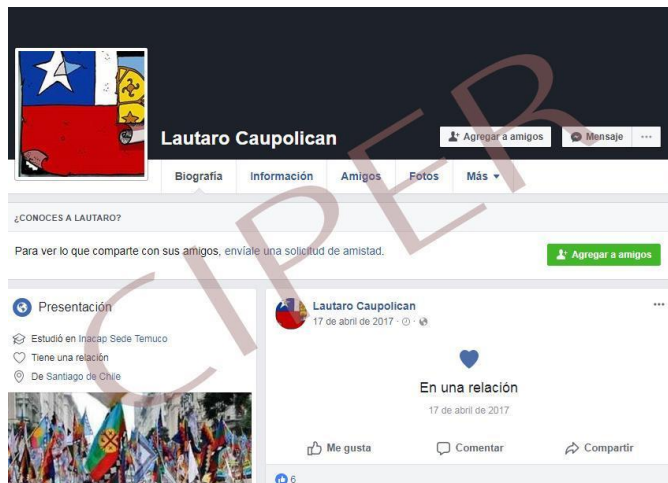 Lautaro Caupolican
Agregar a amigos
Mensaje
Biografía
Información
Amigos
Fotos
Más
¿CONOCES A LAUTARO?
Para ver lo que comparte con sus amigos, envíale una solicitud de amistad.
Agregar a amigos
Presentación
Estudió en Inacap Sede Temuco
Tiene una relación
De Santiago de Chile
Lautaro Caupolican
17 de abril de 2017
En una relación
17 de abril de 2017
Me gusta
Comentar
Compartir
6
CIPER